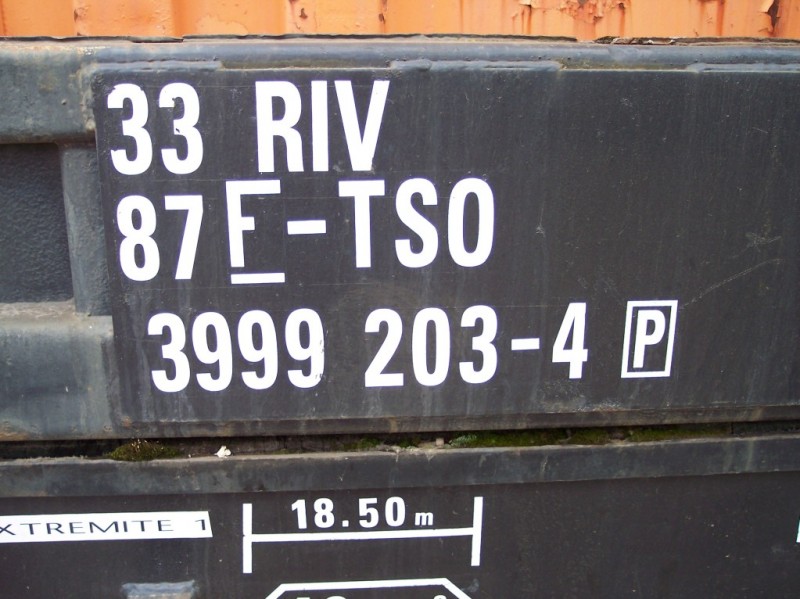 33 RIV
87 F-TSO
3999 203-4 P
XTREMITE 1
18.50 m